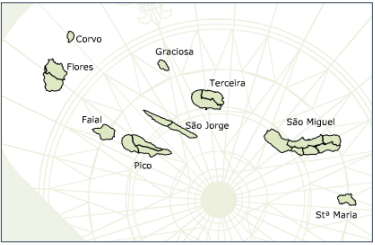 Corvo
Flores
Graciosa
Terceira
Faial
São Jorge
São Miguel
Pico
Stª Maria